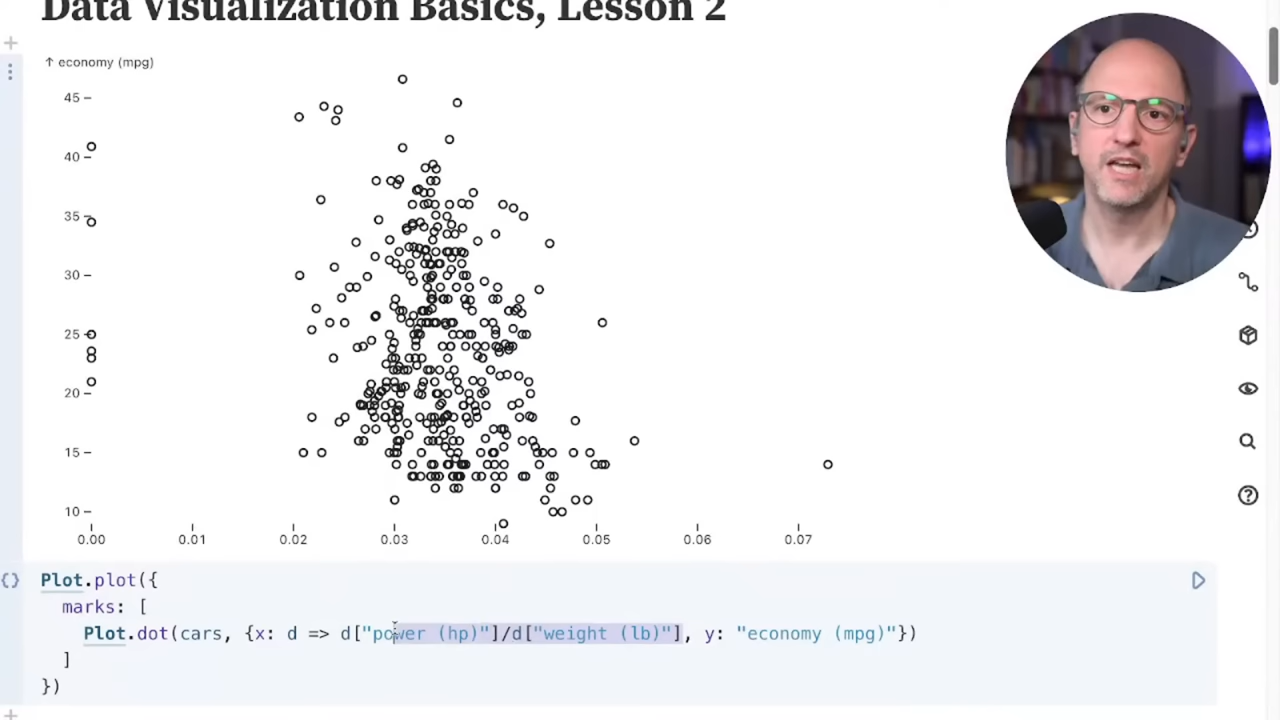 Data Visualization Basics, Lesson 2
↑ economy (mpg)
45
40
35
30
25
20
15
10
0.00 0.01 0.02 0.03 0.04 0.05 0.06 0.07
Plot.plot({
  marks: [
    Plot.dot(cars, {x: d => d["power (hp)"]/d["weight (lb)"], y: "economy (mpg)"})
  ]
})